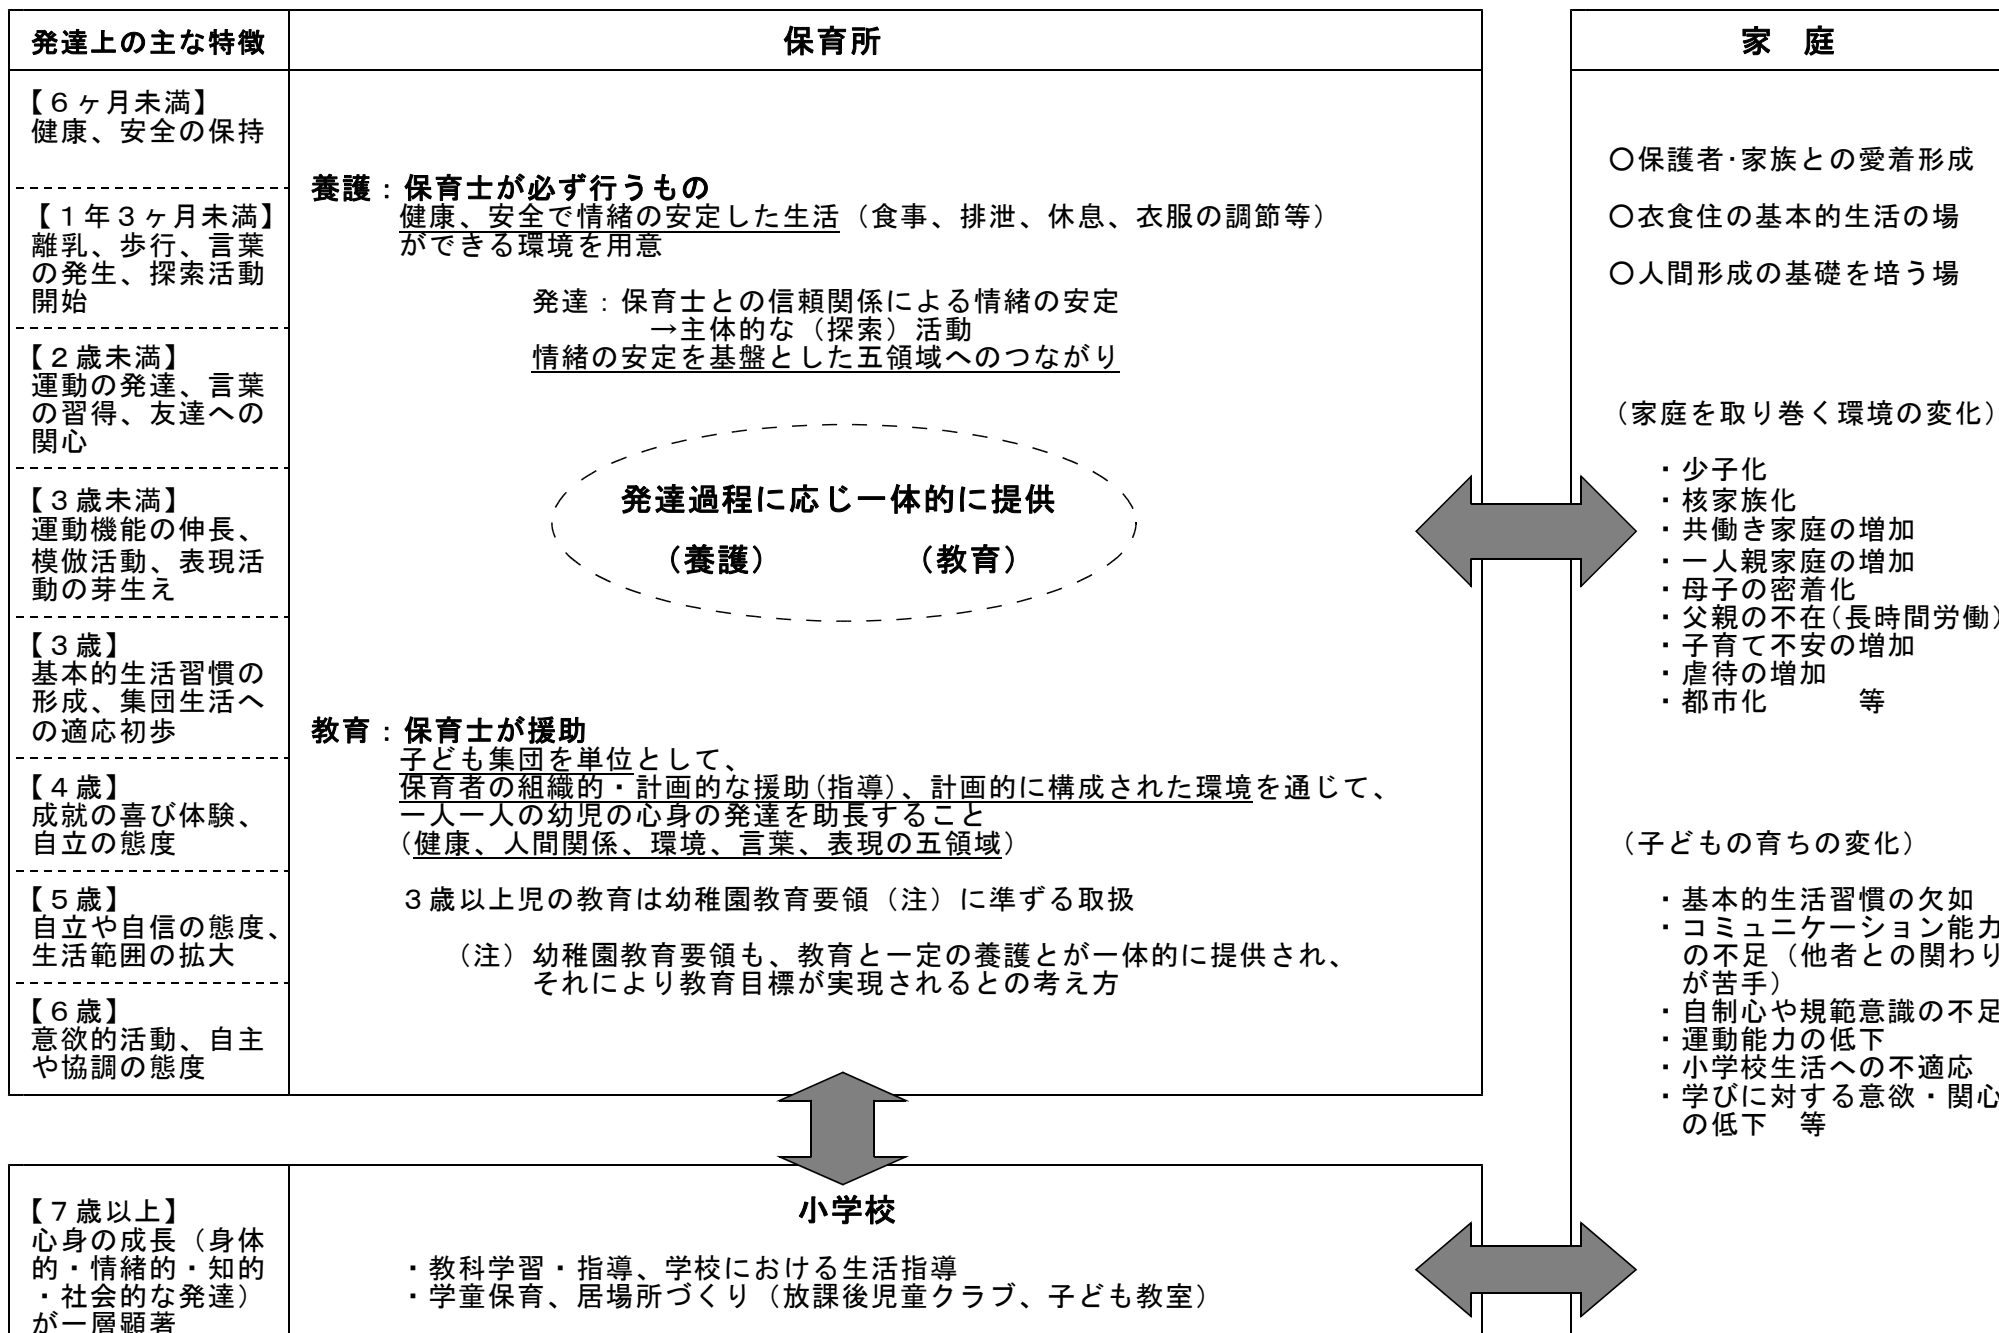 発達上の主な特徴
【６ヶ月未満】
健康、安全の保持
【１年３ヶ月未満】
離乳、歩行、言葉
の発生、探索活動
開始
【２歳未満】
運動の発達、言葉
の習得、友達への
関心
【３歳未満】
運動機能の伸長、
模倣活動、表現活
動の芽生え
【３歳】
基本的生活習慣の
形成、集団生活へ
の適応初歩
【４歳】
成就の喜び体験、
自立の態度
【５歳】
自立や自信の態度、
生活範囲の拡大
【６歳】
意欲的活動、自主
や協調の態度
保育所
養護：保育士が必ず行うもの
健康、安全で情緒の安定した生活（食事、排泄、休息、衣服の調節等）
ができる環境を用意
発達：保育士との信頼関係による情緒の安定
→主体的な（探索）活動
情緒の安定を基盤とした五領域へのつながり
発達過程に応じ一体的に提供
（養護）　（教育）
教育：保育士が援助
子ども集団を単位として、
保育者の組織的・計画的な援助(指導)、計画的に構成された環境を通じて、
一人一人の幼児の心身の発達を助長すること
(健康、人間関係、環境、言葉、表現の五領域)
３歳以上児の教育は幼稚園教育要領（注）に準ずる取扱
（注）幼稚園教育要領も、教育と一定の養護とが一体的に提供され、
それにより教育目標が実現されるとの考え方
家　庭
○保護者･家族との愛着形成
○衣食住の基本的生活の場
○人間形成の基礎を培う場
（家庭を取り巻く環境の変化）
・少子化
・核家族化
・共働き家庭の増加
・一人親家庭の増加
・母子の密着化
・父親の不在(長時間労働)
・子育て不安の増加
・虐待の増加
・都市化　　　等
（子どもの育ちの変化）
・基本的生活習慣の欠如
・コミュニケーション能力
の不足（他者との関わり
が苦手）
・自制心や規範意識の不足
・運動能力の低下
・小学校生活への不適応
・学びに対する意欲・関心
の低下　等
【７歳以上】
心身の成長（身体
的・情緒的・知的
・社会的な発達）
が一層顕著
小学校
・教科学習・指導、学校における生活指導
・学童保育、居場所づくり（放課後児童クラブ、子ども教室）